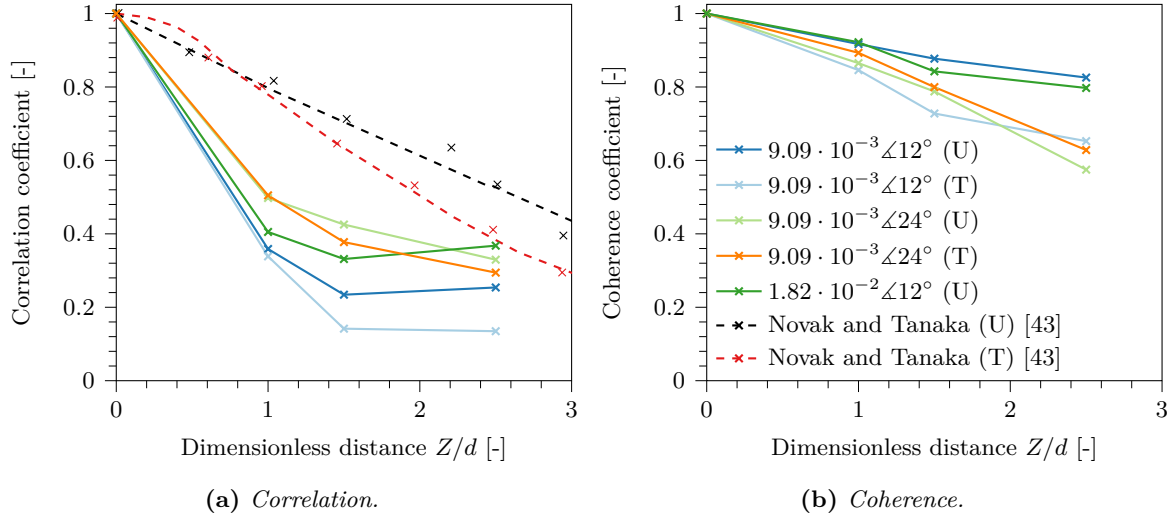 Correlation coefficient [-]
1
0.8
0.6
0.4
0.2
0
0 1 2 3
Dimensionless distance Z/d [-]
(a) Correlation.
Coherence coefficient [-]
1
0.8
0.6
0.4
0.2
0
9.09 · 10⁻³∡12° (U)
9.09 · 10⁻³∡12° (T)
9.09 · 10⁻³∡24° (U)
9.09 · 10⁻³∡24° (T)
1.82 · 10⁻²∡12° (U)
Novak and Tanaka (U) [43]
Novak and Tanaka (T) [43]
0 1 2 3
Dimensionless distance Z/d [-]
(b) Coherence.